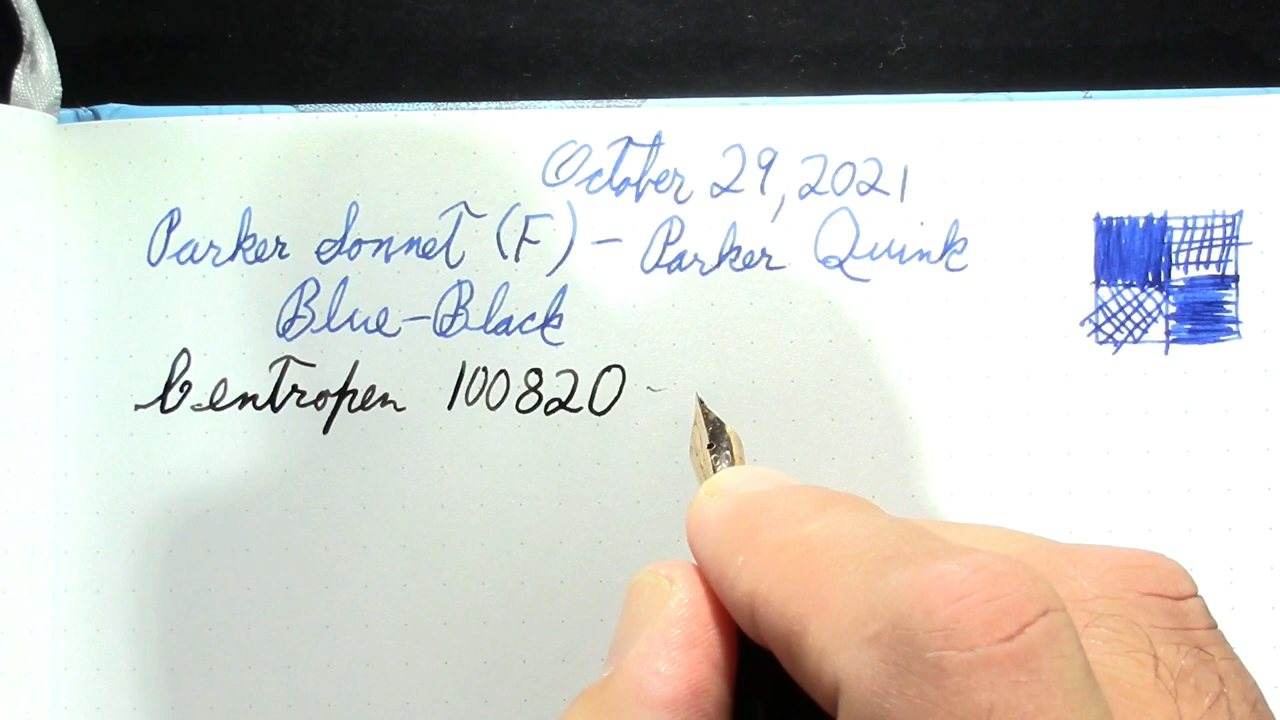 October 29, 2021
Parker Sonnet (F) - Parker Quink
Blue-Black
Centropen 100820 -